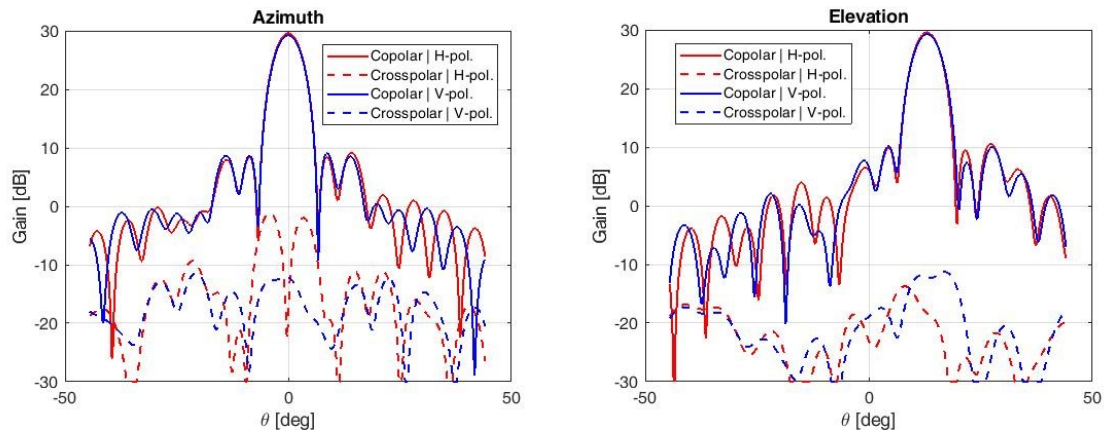 Azimuth
30
20
10
0
-10
-20
-30
Gain [dB]
Copolar | H-pol.
Crosspolar | H-pol.
Copolar | V-pol.
Crosspolar | V-pol.
-50
0
50
θ [deg]
Elevation
30
20
10
0
-10
-20
-30
Gain [dB]
Copolar | H-pol.
Crosspolar | H-pol.
Copolar | V-pol.
Crosspolar | V-pol.
-50
0
50
θ [deg]